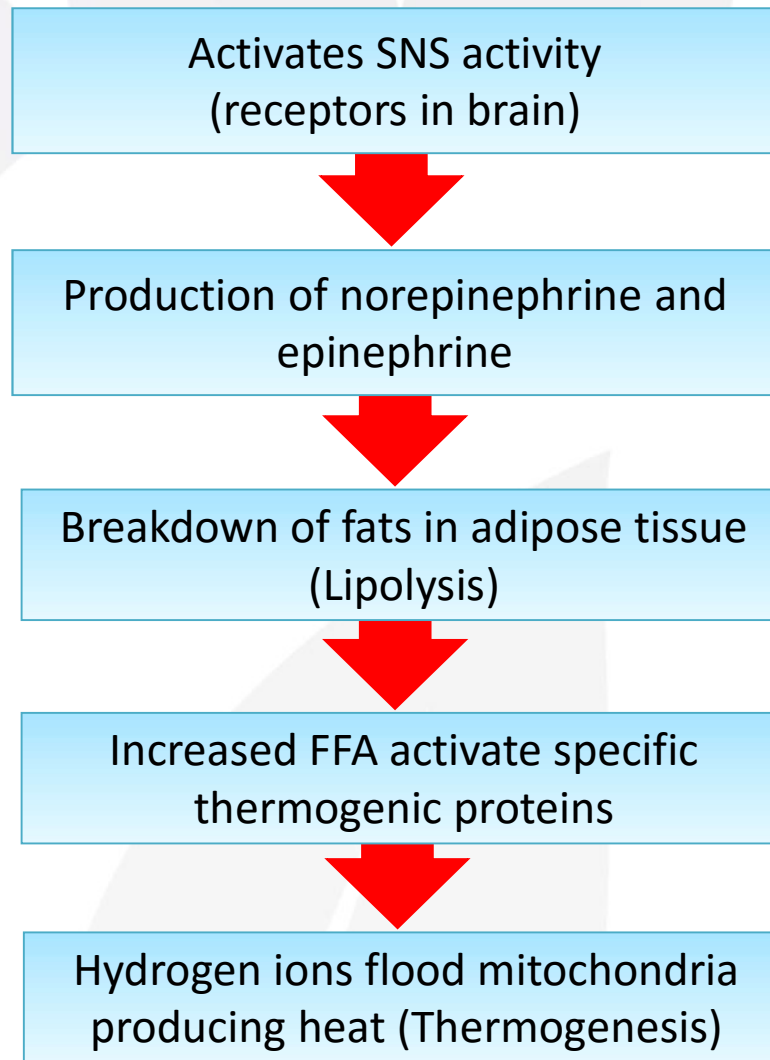 Activates SNS activity
(receptors in brain)
Production of norepinephrine and
epinephrine
Breakdown of fats in adipose tissue
(Lipolysis)
Increased FFA activate specific
thermogenic proteins
Hydrogen ions flood mitochondria
producing heat (Thermogenesis)